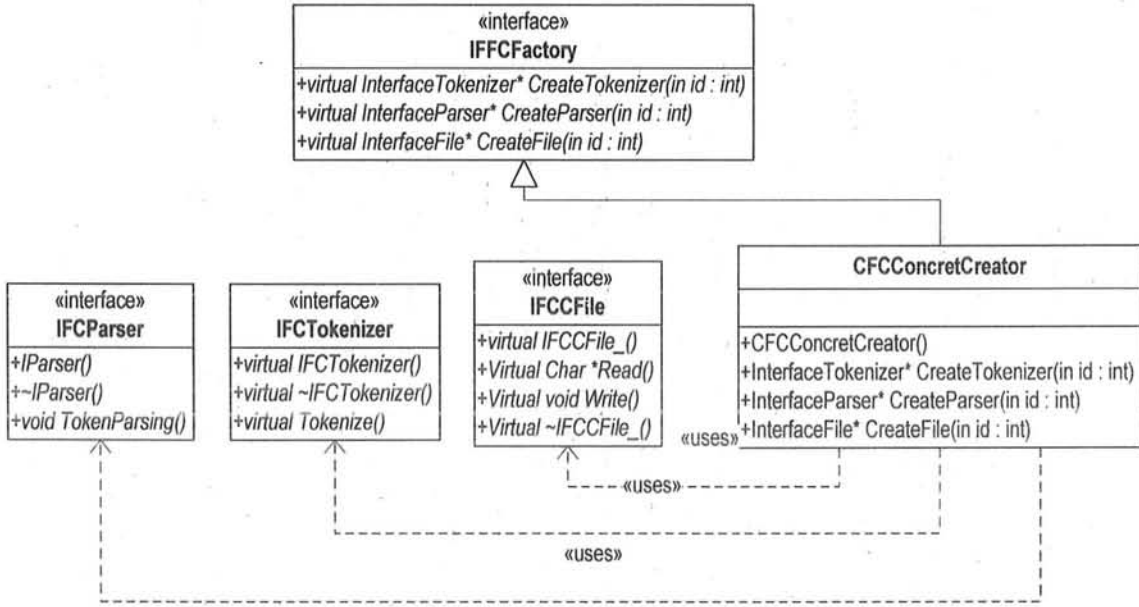 «interface»
IFFCFactory
+virtual InterfaceTokenizer* CreateTokenizer(in id : int)
+virtual InterfaceParser* CreateParser(in id : int)
+virtual InterfaceFile* CreateFile(in id : int)
«interface»
IFCParser
+IParser()
+~IParser()
+void TokenParsing()
«interface»
IFCTokenizer
+virtual IFCTokenizer()
+virtual ~IFCTokenizer()
+virtual Tokenize()
«interface»
IFCCFile
+virtual IFCCFile_()
+Virtual Char *Read()
+Virtual void Write()
+Virtual ~IFCCFile_()
CFCConcretCreator
+CFCConcretCreator()
+InterfaceTokenizer* CreateTokenizer(in id : int)
+InterfaceParser* CreateParser(in id : int)
+InterfaceFile* CreateFile(in id : int)
«uses»
«uses»
«uses»